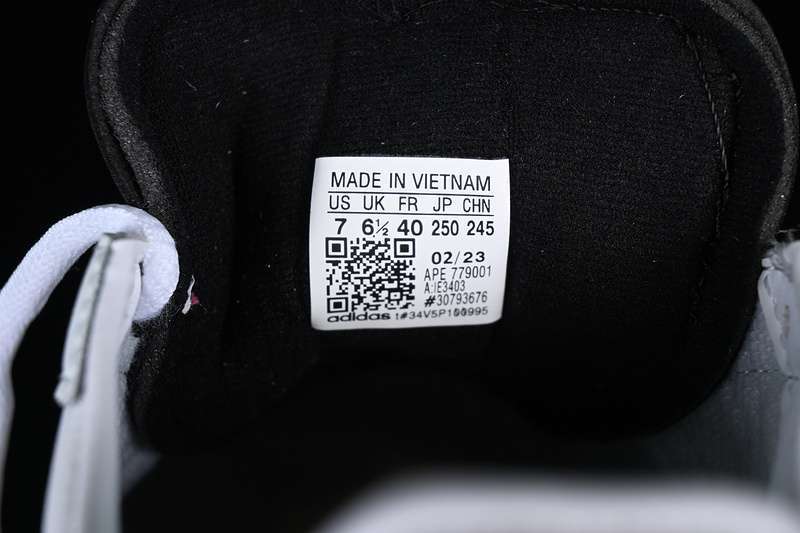 MADE IN VIETNAM
US UK FR JP CHN
7 6½ 40 250 245
02/23
APE 779001
A:IE3403
#30793676
adidas t#34V5P100995